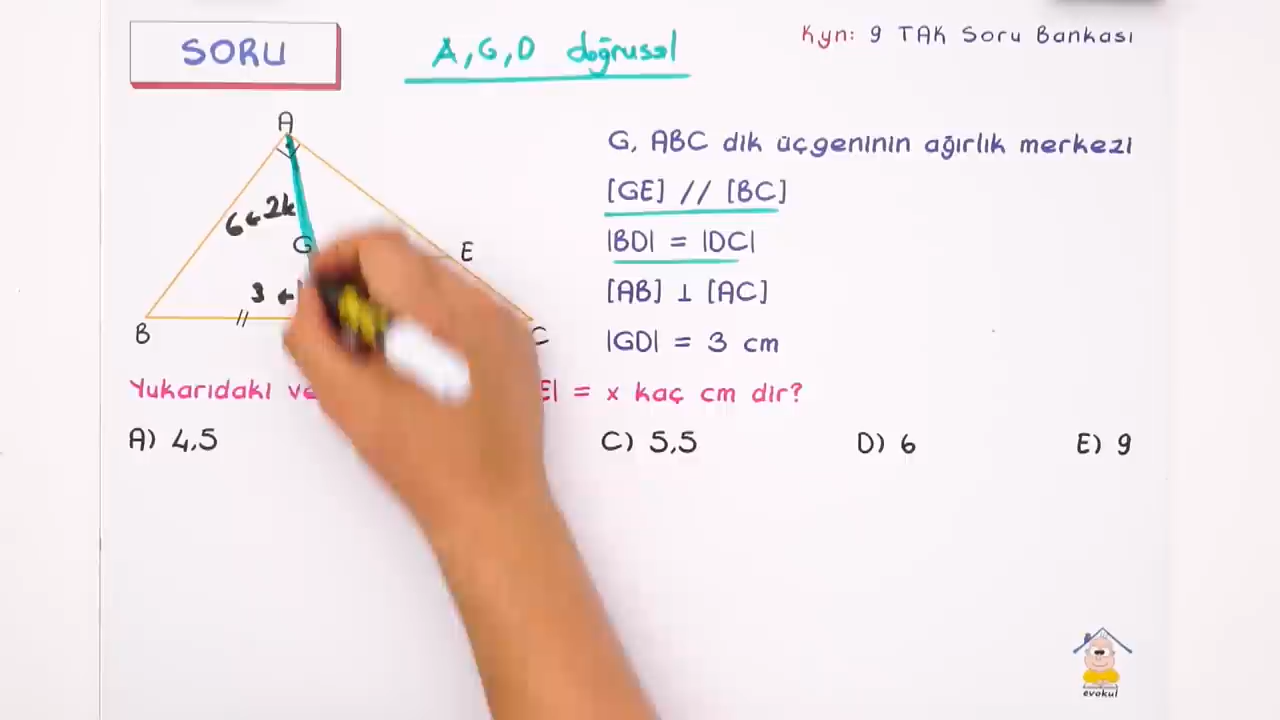 SORU
A, G, D doğrusal
Kyn: 9 TAK Soru Bankası
A
G, ABC dik üçgeninin ağırlık merkezi
6←2k
[GE] // [BC]
G
E
|BD| = |DC|
3 ←
[AB] ⊥ [AC]
B
C
|GD| = 3 cm
Yukarıdaki E| = x kaç cm dir?
A) 4,5
C) 5,5
D) 6
E) 9
evokul